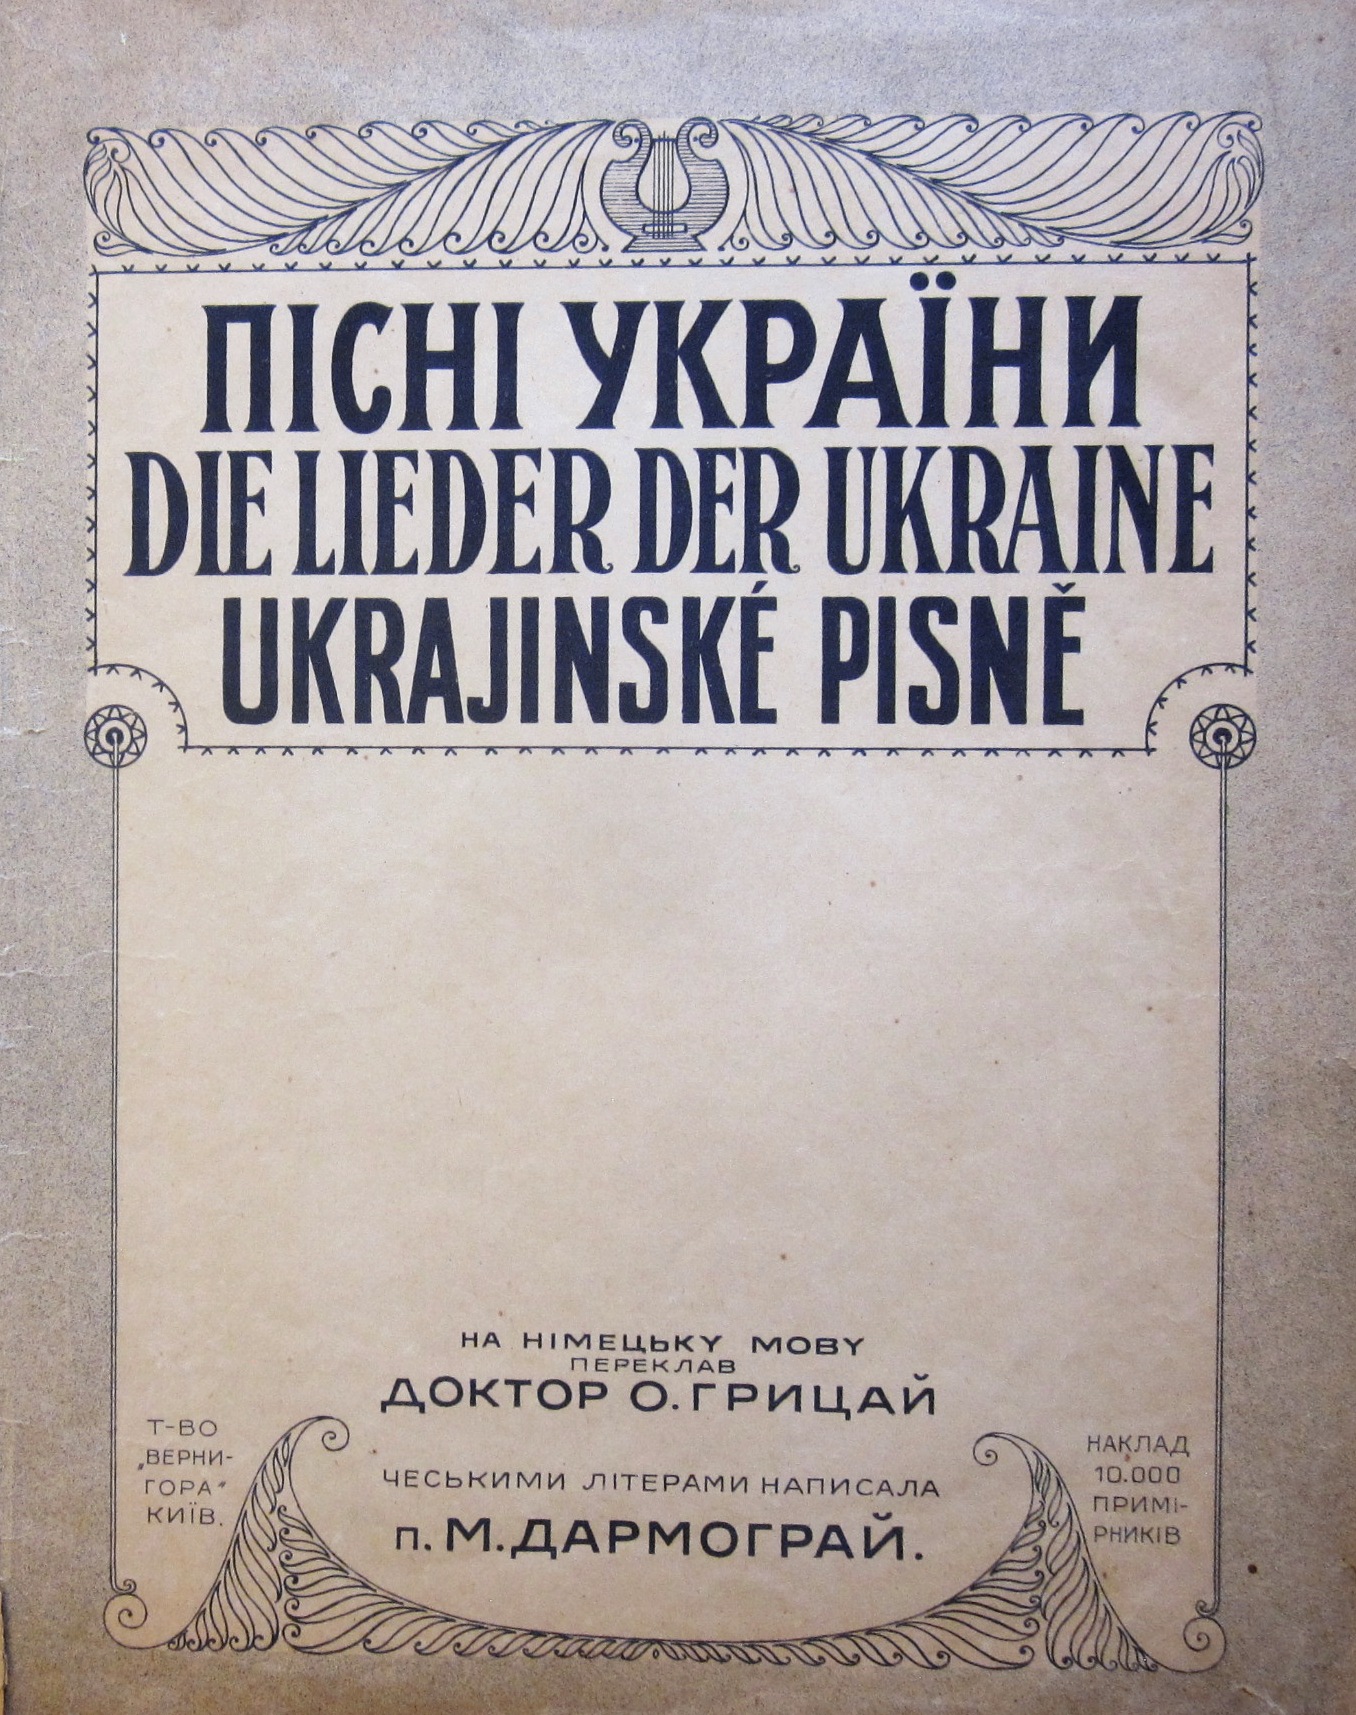 ПІСНІ УКРАЇНИ
DIE LIEDER DER UKRAINE
UKRAJINSKÉ PISNĚ
НА НІМЕЦЬКУ МОВУ
ПЕРЕКЛАВ
ДОКТОР О. ГРИЦАЙ
ЧЕСЬКИМИ ЛІТЕРАМИ НАПИСАЛА
п. М. ДАРМОГРАЙ.
Т-ВО
„ВЕРНИ-
ГОРА“
КИЇВ.
НАКЛАД
10.000
ПРИМІ-
РНИКІВ